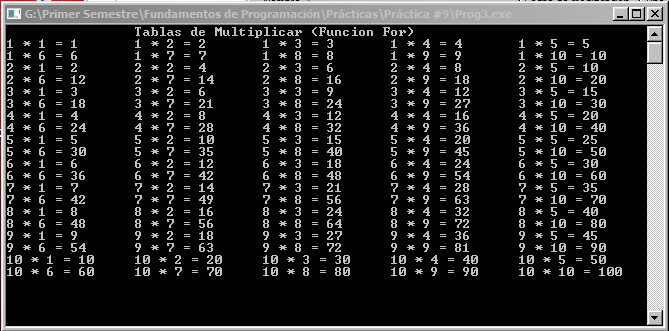 G:\Primer Semestre\Fundamentos de Programación\Prácticas\Práctica #9\Prog3.exe
Tablas de Multiplicar (Funcion For)
1 * 1 = 1 1 * 2 = 2 1 * 3 = 3 1 * 4 = 4 1 * 5 = 5
1 * 6 = 6 1 * 7 = 7 1 * 8 = 8 1 * 9 = 9 1 * 10 = 10
2 * 1 = 2 2 * 2 = 4 2 * 3 = 6 2 * 4 = 8 2 * 5 = 10
2 * 6 = 12 2 * 7 = 14 2 * 8 = 16 2 * 9 = 18 2 * 10 = 20
3 * 1 = 3 3 * 2 = 6 3 * 3 = 9 3 * 4 = 12 3 * 5 = 15
3 * 6 = 18 3 * 7 = 21 3 * 8 = 24 3 * 9 = 27 3 * 10 = 30
4 * 1 = 4 4 * 2 = 8 4 * 3 = 12 4 * 4 = 16 4 * 5 = 20
4 * 6 = 24 4 * 7 = 28 4 * 8 = 32 4 * 9 = 36 4 * 10 = 40
5 * 1 = 5 5 * 2 = 10 5 * 3 = 15 5 * 4 = 20 5 * 5 = 25
5 * 6 = 30 5 * 7 = 35 5 * 8 = 40 5 * 9 = 45 5 * 10 = 50
6 * 1 = 6 6 * 2 = 12 6 * 3 = 18 6 * 4 = 24 6 * 5 = 30
6 * 6 = 36 6 * 7 = 42 6 * 8 = 48 6 * 9 = 54 6 * 10 = 60
7 * 1 = 7 7 * 2 = 14 7 * 3 = 21 7 * 4 = 28 7 * 5 = 35
7 * 6 = 42 7 * 7 = 49 7 * 8 = 56 7 * 9 = 63 7 * 10 = 70
8 * 1 = 8 8 * 2 = 16 8 * 3 = 24 8 * 4 = 32 8 * 5 = 40
8 * 6 = 48 8 * 7 = 56 8 * 8 = 64 8 * 9 = 72 8 * 10 = 80
9 * 1 = 9 9 * 2 = 18 9 * 3 = 27 9 * 4 = 36 9 * 5 = 45
9 * 6 = 54 9 * 7 = 63 9 * 8 = 72 9 * 9 = 81 9 * 10 = 90
10 * 1 = 10 10 * 2 = 20 10 * 3 = 30 10 * 4 = 40 10 * 5 = 50
10 * 6 = 60 10 * 7 = 70 10 * 8 = 80 10 * 9 = 90 10 * 10 = 100